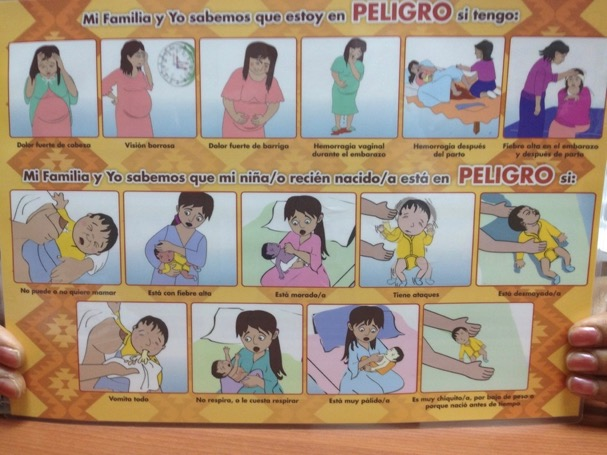 Mi Familia y Yo sabemos que estoy en PELIGRO si tengo:
Dolor fuerte de cabeza
Visión borrosa
Dolor fuerte de barriga
Hemorragia vaginal
durante el embarazo
Hemorragia después
del parto
Fiebre alta en el embarazo
y después de parto
Mi Familia y Yo sabemos que mi niña/o recién nacido/a está en PELIGRO si:
No puede o no quiere mamar
Está con fiebre alta
Está morado/a
Tiene ataques
Está desmayado/a
Vomita todo
No respira, o le cuesta respirar
Está muy pálido/a
Es muy chiquito/a, por bajo de peso o
porque nació antes de tiempo